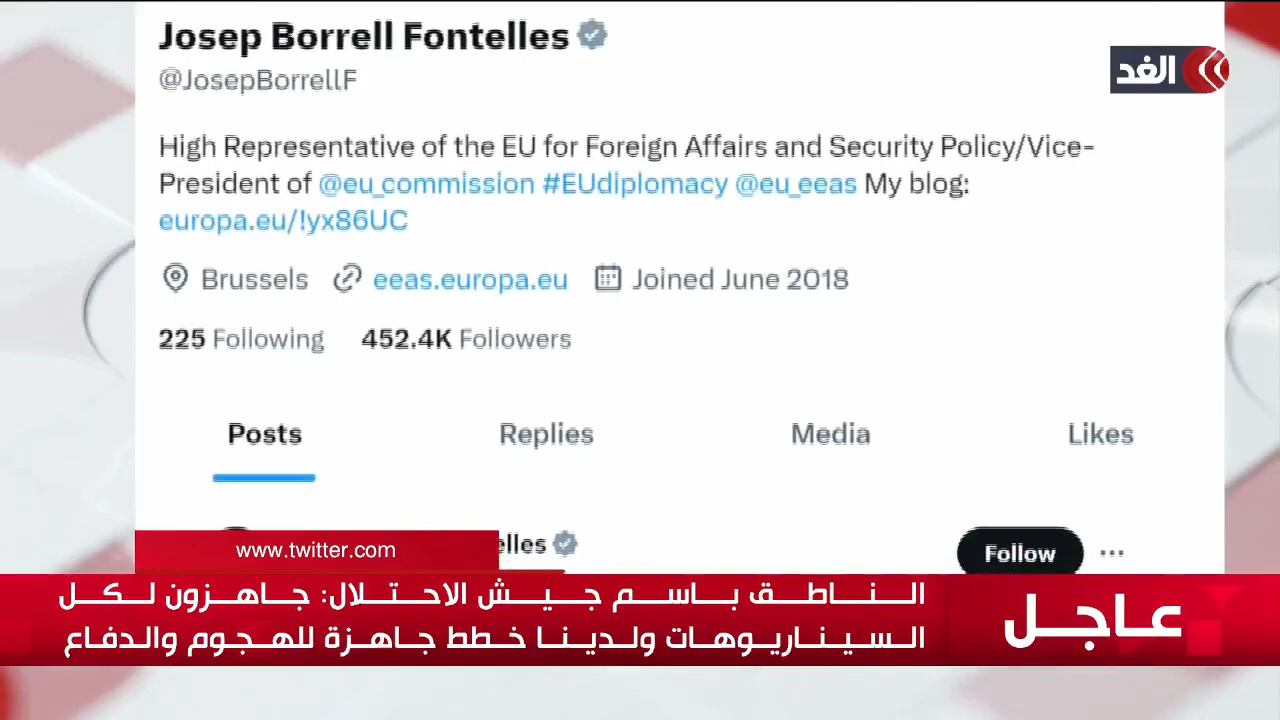 Josep Borrell Fontelles
@JosepBorrellF
الغد
High Representative of the EU for Foreign Affairs and Security Policy/Vice-
President of @eu_commission #EUdiplomacy @eu_eeas My blog:
europa.eu/!yx86UC
Brussels eeas.europa.eu Joined June 2018
225 Following 452.4K Followers
Posts Replies Media Likes
elles
Follow
www.twitter.com
عاجل
الناطق باسم جيش الاحتلال: جاهزون لكل
السيناريوهات ولدينا خطط جاهزة للهجوم والدفاع